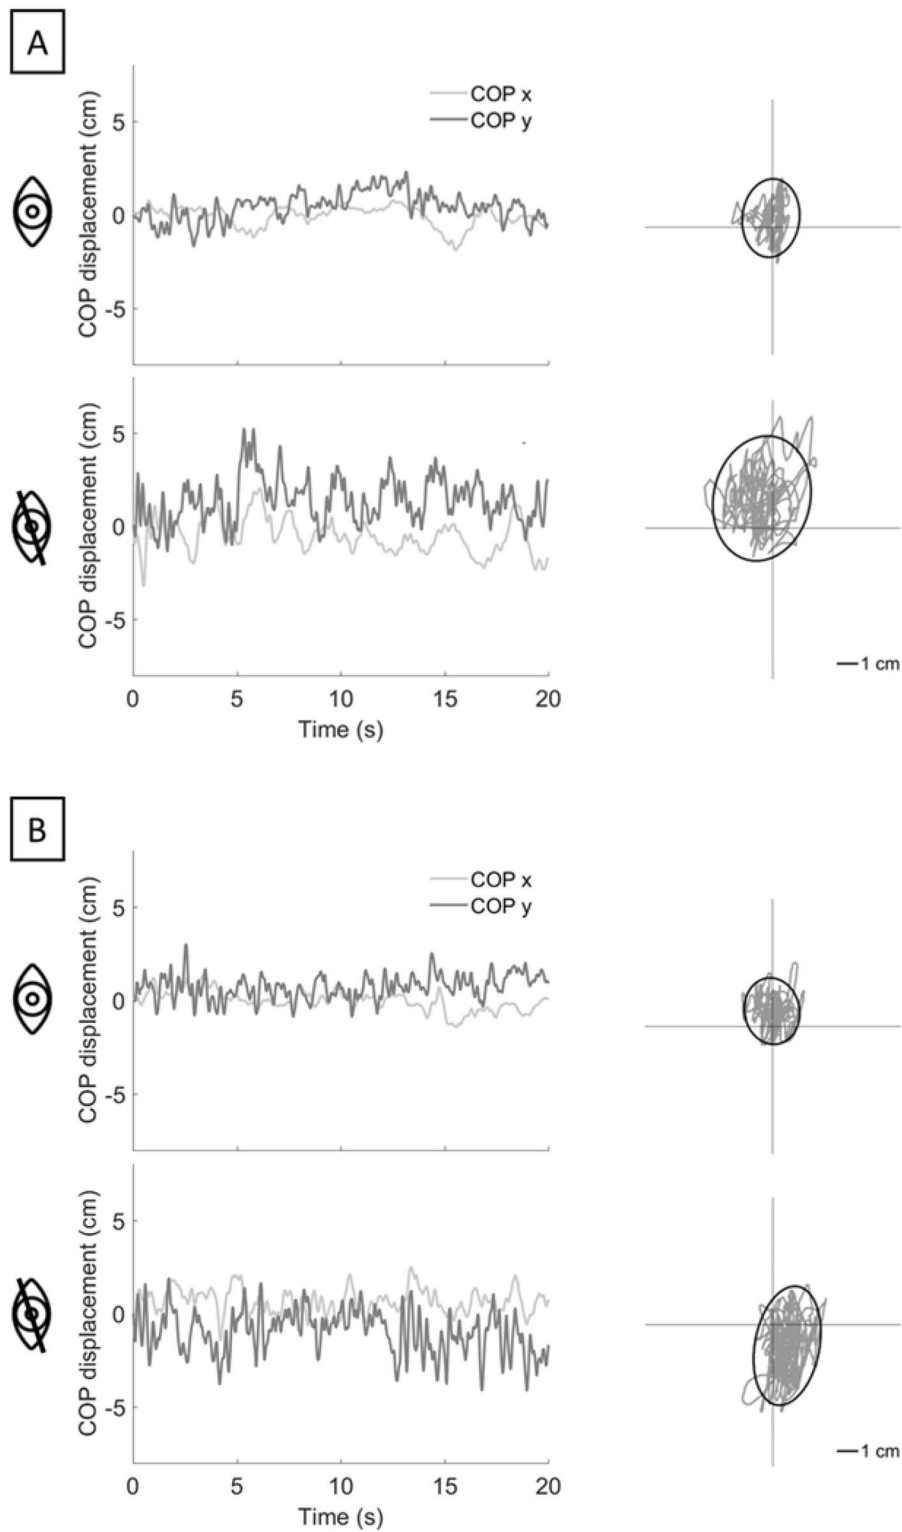 A
COP displacement (cm)
5
0
-5
COP x
COP y
COP displacement (cm)
5
0
-5
0 5 10 15 20
Time (s)
1 cm
B
COP displacement (cm)
5
0
-5
COP x
COP y
COP displacement (cm)
5
0
-5
0 5 10 15 20
Time (s)
1 cm